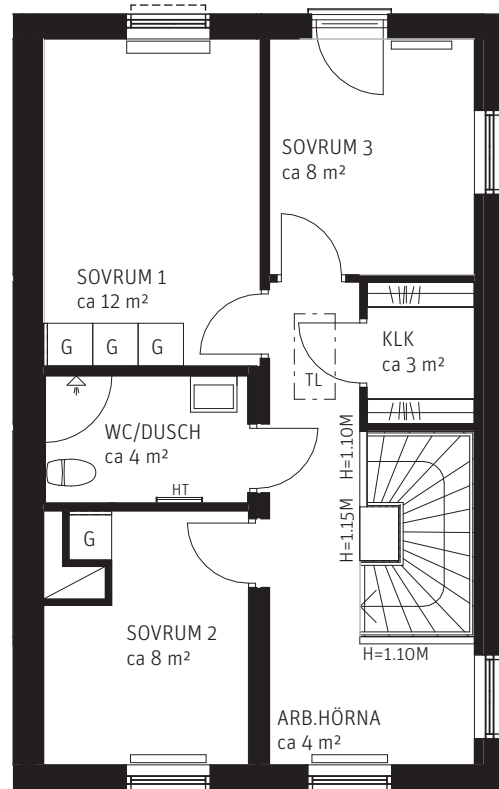 SOVRUM 3
ca 8 m²
SOVRUM 1
ca 12 m²
G
G
G
TL
KLK
ca 3 m²
WC/DUSCH
ca 4 m²
HT
H=1.10M
H=1.15M
G
SOVRUM 2
ca 8 m²
H=1.10M
ARB.HÖRNA
ca 4 m²